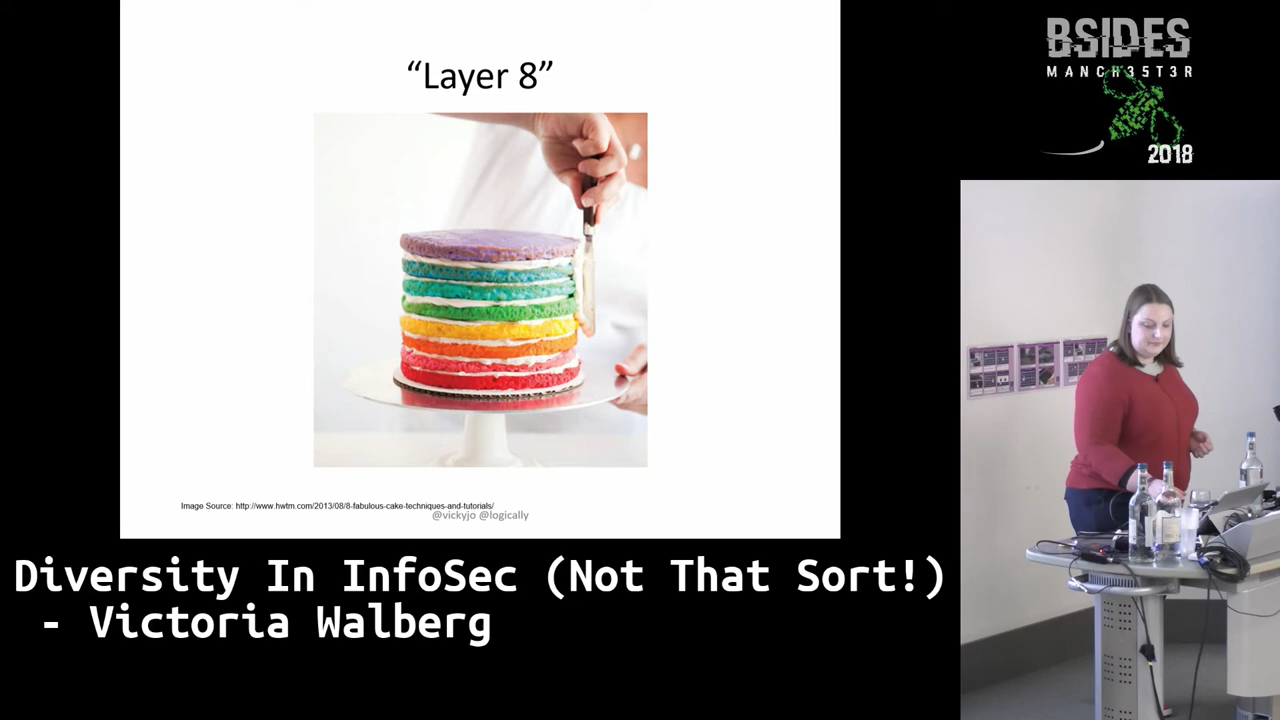 “Layer 8”
Image Source: http://www.hwtm.com/2013/08/8-fabulous-cake-techniques-and-tutorials/
@vickyjo @logically
BSIDES
MANCH35T3R
2018
Diversity In InfoSec (Not That Sort!)
- Victoria Walberg